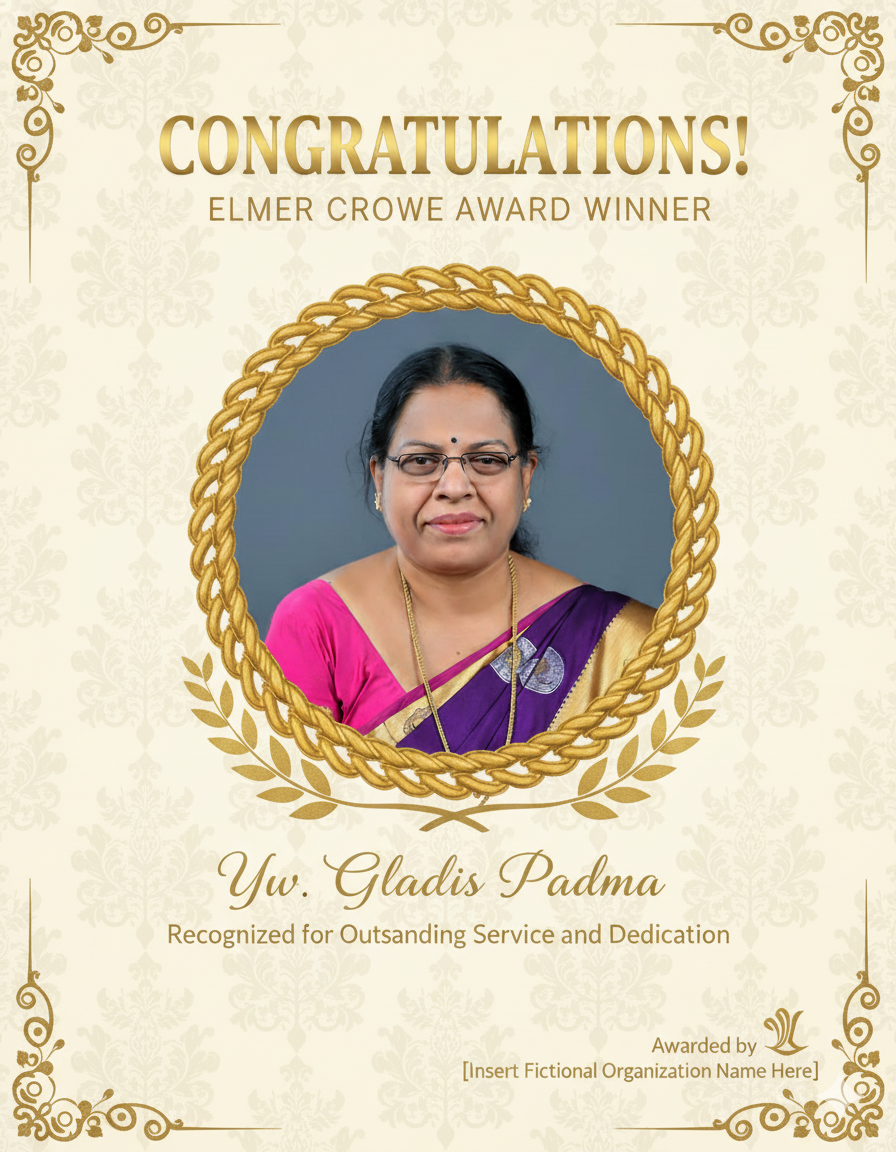 CONGRATULATIONS!
ELMER CROWE AWARD WINNER
Yw. Gladis Padma
Recognized for Outsanding Service and Dedication
Awarded by
[Insert Fictional Organization Name Here]